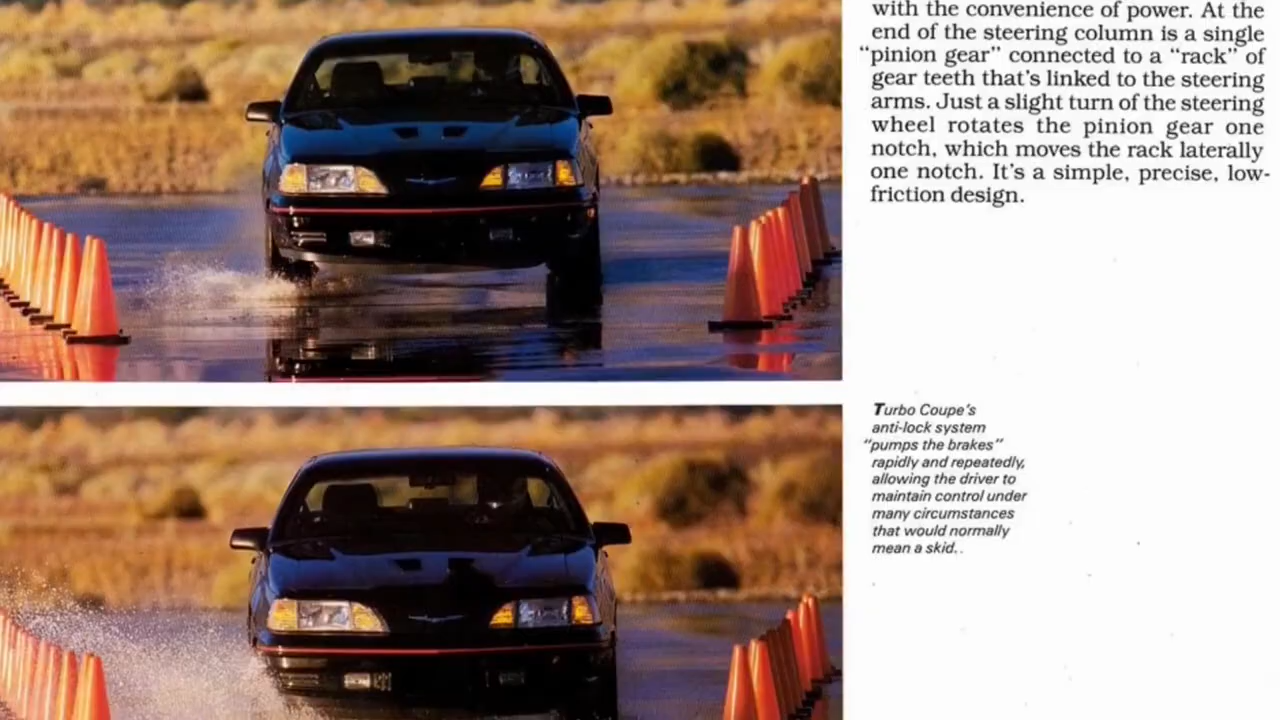 with the convenience of power. At the
end of the steering column is a single
“pinion gear” connected to a “rack” of
gear teeth that’s linked to the steering
arms. Just a slight turn of the steering
wheel rotates the pinion gear one
notch, which moves the rack laterally
one notch. It’s a simple, precise, low-
friction design.
Turbo Coupe’s
anti-lock system
“pumps the brakes”
rapidly and repeatedly,
allowing the driver to
maintain control under
many circumstances
that would normally
mean a skid. .